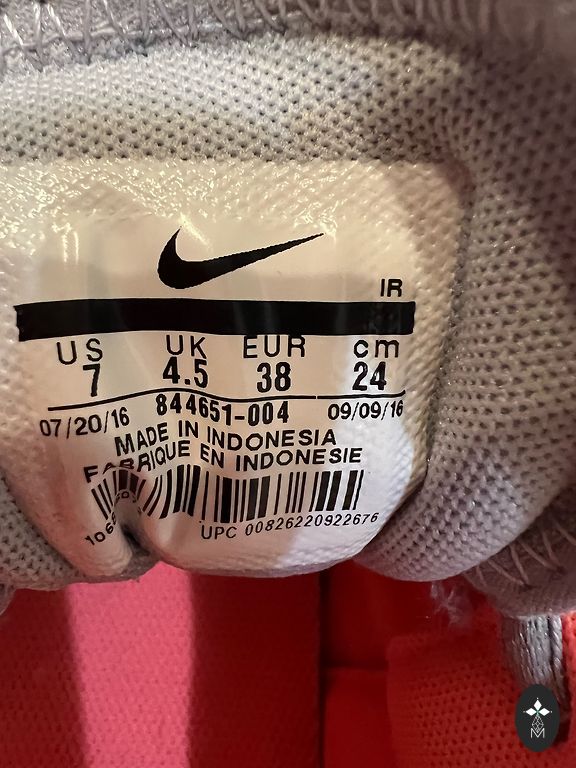 IR
US UK EUR cm
7 4.5 38 24
07/20/16 844651-004 09/09/16
MADE IN INDONESIA
FABRIQUE EN INDONESIE
UPC 00826220922676
M